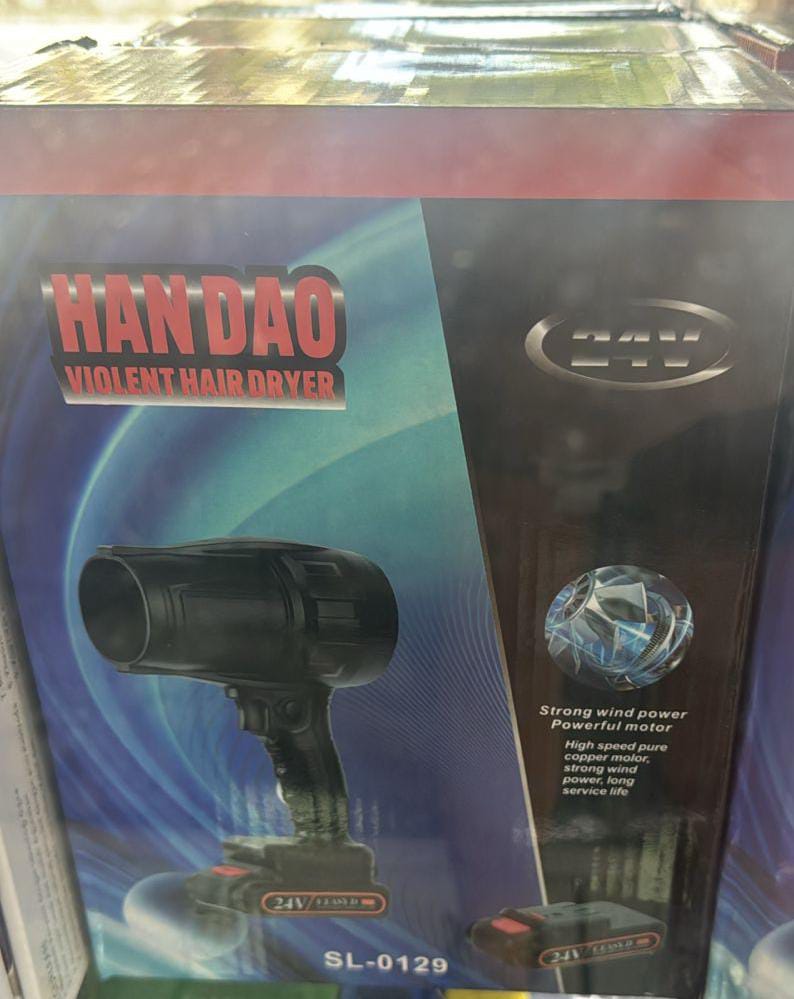 HAN DAO
VIOLENT HAIR DRYER
24V
Strong wind power
Powerful motor
High speed pure
copper molor,
strong wind
power, long
service life
24V
24V
SL-0129